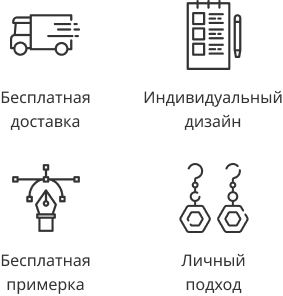 Бесплатная
доставка
Индивидуальный
дизайн
Бесплатная
примерка
Личный
подход